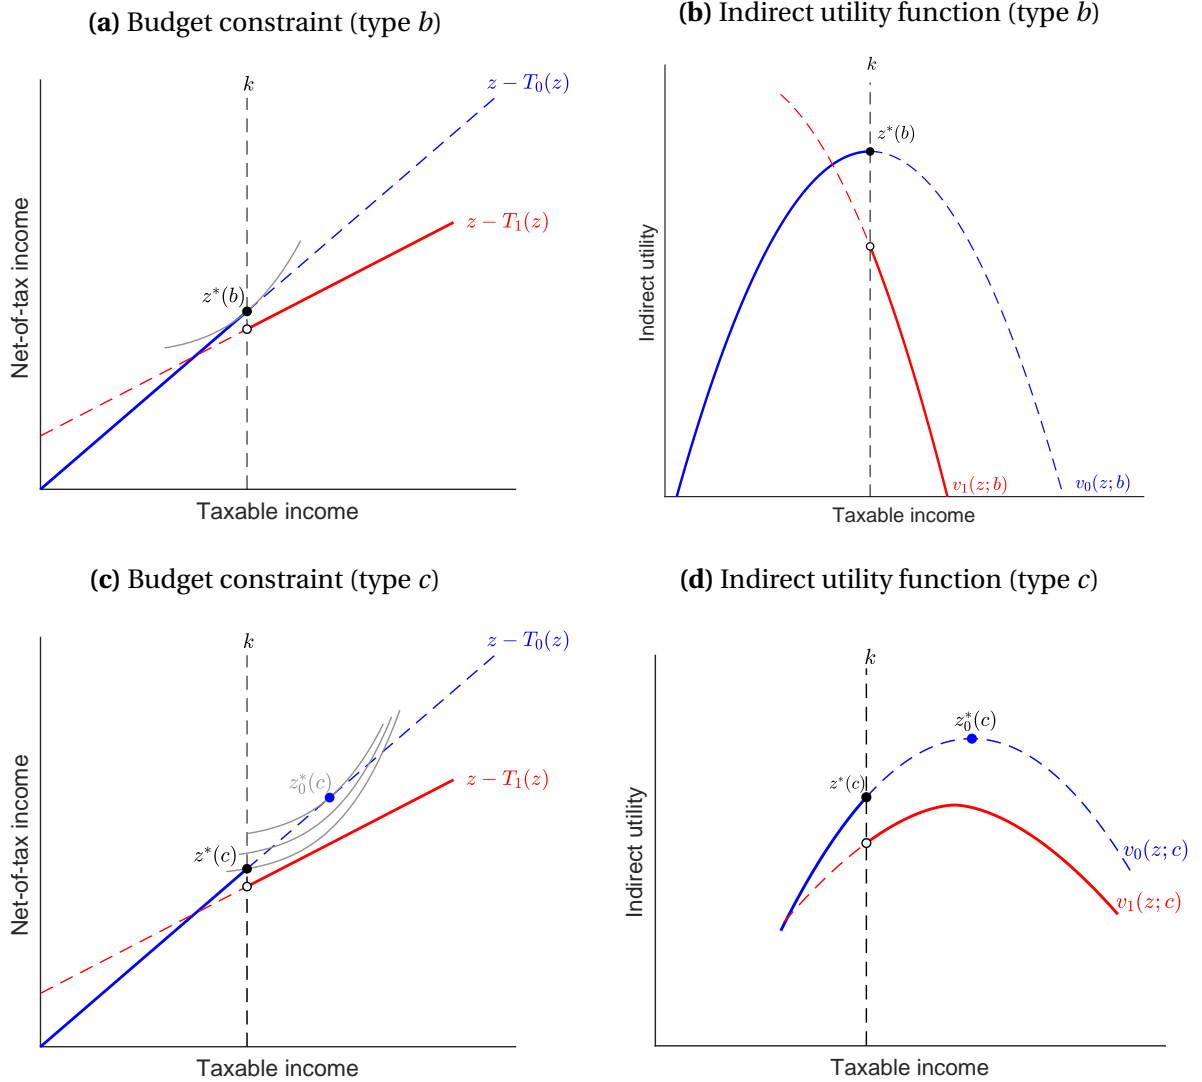 (a) Budget constraint (type b)
k
z − T₀(z)
z − T₁(z)
z*(b)
Net-of-tax income
Taxable income
(b) Indirect utility function (type b)
k
z*(b)
Indirect utility
v₁(z; b)
v₀(z; b)
Taxable income
(c) Budget constraint (type c)
k
z − T₀(z)
z₀*(c)
z − T₁(z)
z*(c)
Net-of-tax income
Taxable income
(d) Indirect utility function (type c)
k
z₀*(c)
z*(c)
Indirect utility
v₀(z; c)
v₁(z; c)
Taxable income